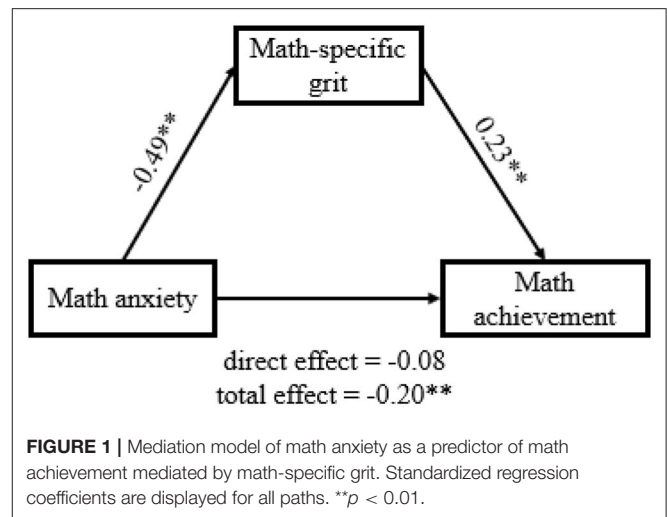 Math-specific
grit
-0.49**
0.23**
Math anxiety
Math
achievement
direct effect = -0.08
total effect = -0.20**
FIGURE 1 | Mediation model of math anxiety as a predictor of math
achievement mediated by math-specific grit. Standardized regression
coefficients are displayed for all paths. **p < 0.01.